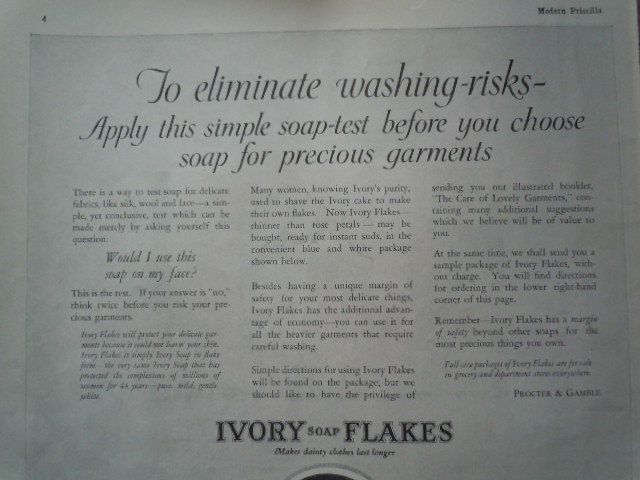 4
Modern Priscilla
To eliminate washing-risks-
Apply this simple soap-test before you choose
soap for precious garments
There is a way to test soap for delicate
fabrics, like silk, wool and lace—a sim-
ple, yet conclusive, test which can be
made merely by asking yourself this
question:
Would I use this
soap on my face?
This is the test. If your answer is "no,"
think twice before you risk your pre-
cious garments.
Ivory Flakes will protect your delicate gar-
ments because it could not harm your skin.
Ivory Flakes is simply Ivory Soap in flake
form—the very same Ivory Soap that has
protected the complexions of millions of
women for 44 years—pure, mild, gentle,
white.
Many women, knowing Ivory's purity,
used to shave the Ivory cake to make
their own flakes. Now Ivory Flakes—
thinner than rose petals — may be
bought, ready for instant suds, in the
convenient blue and white package
shown below.
Besides having a unique margin of
safety for your most delicate things,
Ivory Flakes has the additional advan-
tage of economy—you can use it for
all the heavier garments that require
careful washing.
Simple directions for using Ivory Flakes
will be found on the package; but we
should like to have the privilege of
sending you our illustrated booklet,
"The Care of Lovely Garments," con-
taining many additional suggestions
which we believe will be of value to
you.
At the same time, we shall send you a
sample package of Ivory Flakes, with-
out charge. You will find directions
for ordering in the lower right-hand
corner of this page.
Remember—Ivory Flakes has a margin
of safety beyond other soaps for the
most precious things you own.
Full size packages of Ivory Flakes are for sale
in grocery and department stores everywhere.
PROCTER & GAMBLE
IVORY SOAP FLAKES
Makes dainty clothes last longer